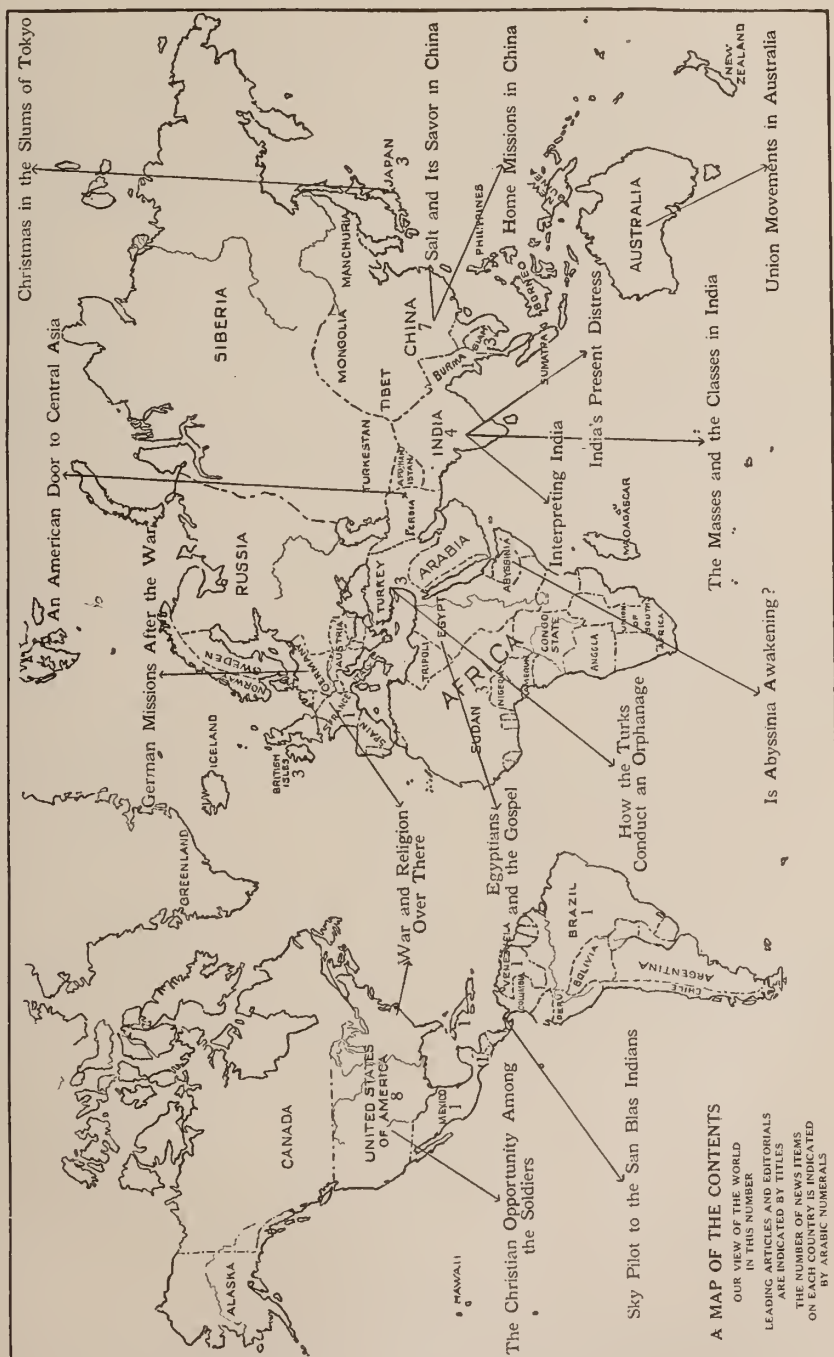 Christmas in the Slums of Tokyo
An American Door to Central Asia
German Missions After the War
GREENLAND
ICELAND
ALASKA
CANADA
UNITED STATES
OF AMERICA
8
MEXICO
1
1
1
HAWAII
NORWAY
SWEDEN
RUSSIA
SIBERIA
BRITISH
ISLES
3
GERMANY
FRANCE
AUSTRIA
SPAIN
TURKEY
3
TURKESTAN
AFGHANISTAN
PERSIA
MONGOLIA
MANCHURIA
TIBET
JAPAN
3
CHINA
7
Salt and Its Savor in China
Home Missions in China
INDIA
4
BURMA
1
SIAM
3
PHILIPPINES
BORNEO
SUMATRA
NEW
GUINEA
AUSTRALIA
NEW
ZEALAND
Union Movements in Australia
India's Present Distress
The Masses and the Classes in India
Interpreting India
ARABIA
TRIPOLI
EGYPT
AFRICA
SUDAN
3
NIGERIA
CAMERUN
CONGO
STATE
ABYSSINIA
ANGOLA
UNION
OF
SOUTH
AFRICA
MADAGASCAR
Is Abyssinia Awakening?
How the Turks
Conduct an Orphanage
Egyptians
and the Gospel
War and Religion
Over There
The Christian Opportunity Among
the Soldiers
Sky Pilot to the San Blas Indians
VENEZUELA
COLOMBIA
1
PERU
BRAZIL
1
BOLIVIA
CHILE
ARGENTINA
A MAP OF THE CONTENTS
OUR VIEW OF THE WORLD
IN THIS NUMBER
LEADING ARTICLES AND EDITORIALS
ARE INDICATED BY TITLES
THE NUMBER OF NEWS ITEMS
ON EACH COUNTRY IS INDICATED
BY ARABIC NUMERALS